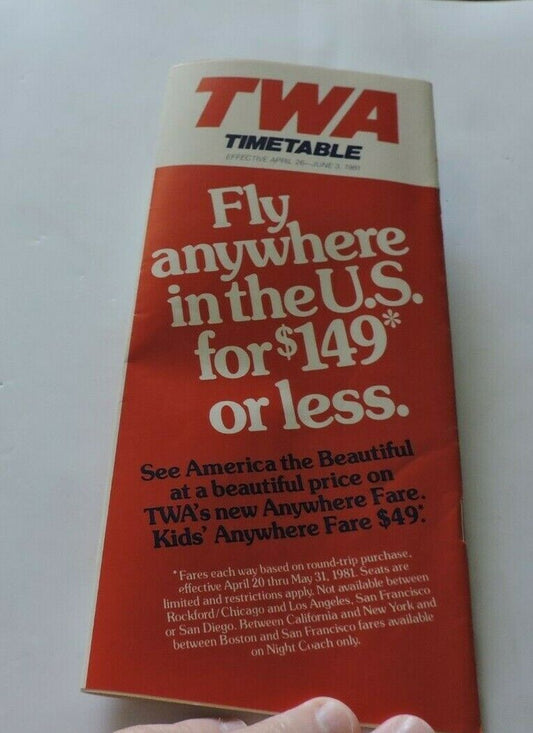 TWA
TIMETABLE
EFFECTIVE APRIL 26—JUNE 3, 1981
Fly
anywhere
in the U.S.
for $149*
or less.
See America the Beautiful
at a beautiful price on
TWA's new Anywhere Fare.
Kids' Anywhere Fare $49.*
*Fares each way based on round-trip purchase,
effective April 20 thru May 31, 1981. Seats are
limited and restrictions apply. Not available between
Rockford/Chicago and Los Angeles, San Francisco
or San Diego. Between California and New York and
between Boston and San Francisco fares available
on Night Coach only.